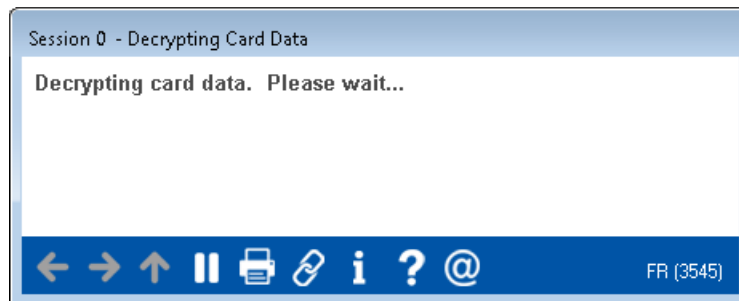 Session 0 - Decrypting Card Data
Decrypting card data. Please wait...
FR (3545)